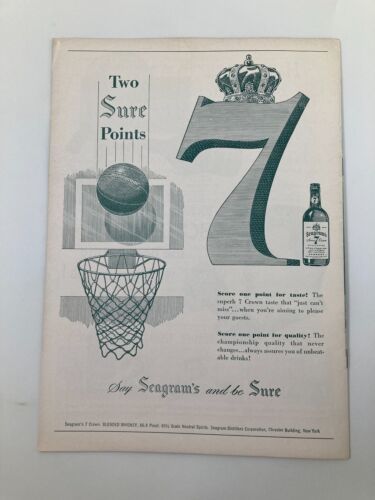 Two
Sure
Points
7
Seagram's
7
Score one point for taste! The
superb 7 Crown taste that "just can't
miss"...when you're aiming to please
your guests.
Score one point for quality! The
championship quality that never
changes...always assures you of unbeat-
able drinks!
Say Seagram's and be Sure
Seagram's 7 Crown. BLENDED WHISKEY. 86.8 Proof. 65% Grain Neutral Spirits. Seagram-Distillers Corporation, Chrysler Building, New York